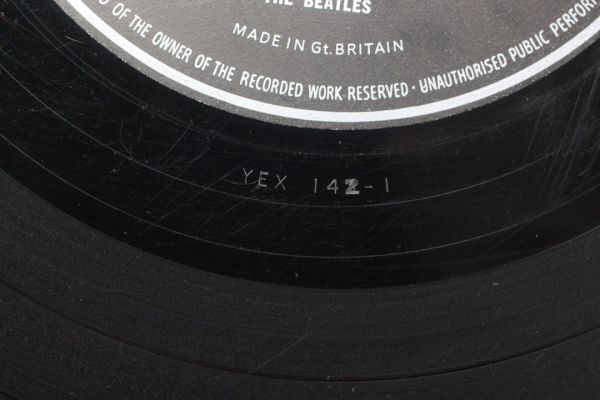 THE BEATLES
MADE IN Gt. BRITAIN
OF THE OWNER OF THE RECORDED WORK RESERVED · UNAUTHORISED PUBLIC PERFOR
YEX 142-1